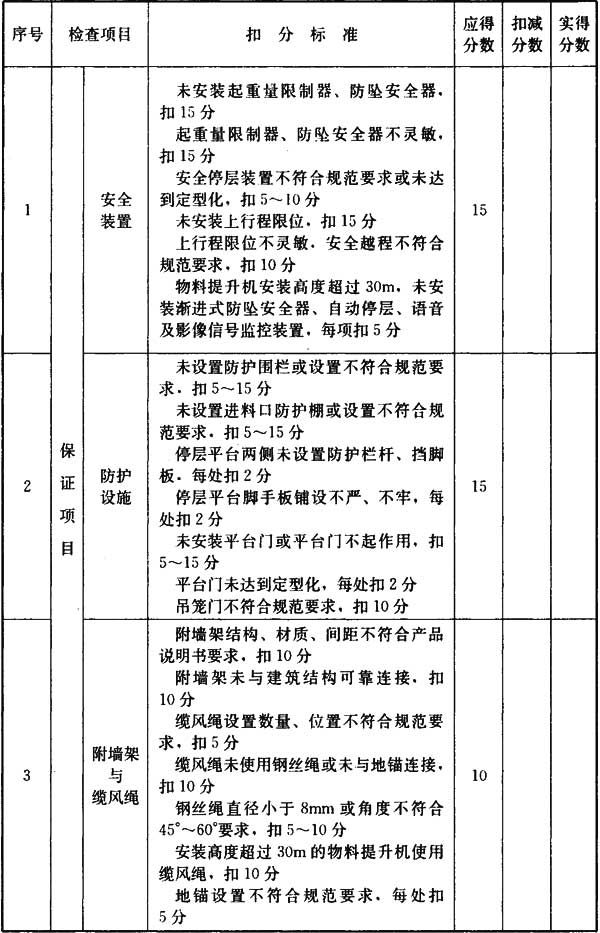 序号 检查项目 扣分标准 应得分数 扣减分数 实得分数
保证项目
1 安全装置 15
未安装起重量限制器、防坠安全器，
扣15分
起重量限制器、防坠安全器不灵敏，
扣15分
安全停层装置不符合规范要求或未达
到定型化，扣5～10分
未安装上行程限位，扣15分
上行程限位不灵敏，安全越程不符合
规范要求，扣10分
物料提升机安装高度超过30m，未安
装渐进式防坠安全器、自动停层、语音
及影像信号监控装置，每项扣5分
2 防护设施 15
未设置防护围栏或设置不符合规范要
求，扣5～15分
未设置进料口防护棚或设置不符合规
范要求，扣5～15分
停层平台两侧未设置防护栏杆、挡脚
板，每处扣2分
停层平台脚手板铺设不严、不牢，每
处扣2分
未安装平台门或平台门不起作用，扣
5～15分
平台门未达到定型化，每处扣2分
吊笼门不符合规范要求，扣10分
3 附墙架与缆风绳 10
附墙架结构、材质、间距不符合产品
说明书要求，扣10分
附墙架未与建筑结构可靠连接，扣
10分
缆风绳设置数量、位置不符合规范要
求，扣5分
缆风绳未使用钢丝绳或未与地锚连接，
扣10分
钢丝绳直径小于8mm或角度不符合
45°～60°要求，扣5～10分
安装高度超过30m的物料提升机使用
缆风绳，扣10分
地锚设置不符合规范要求，每处扣
5分